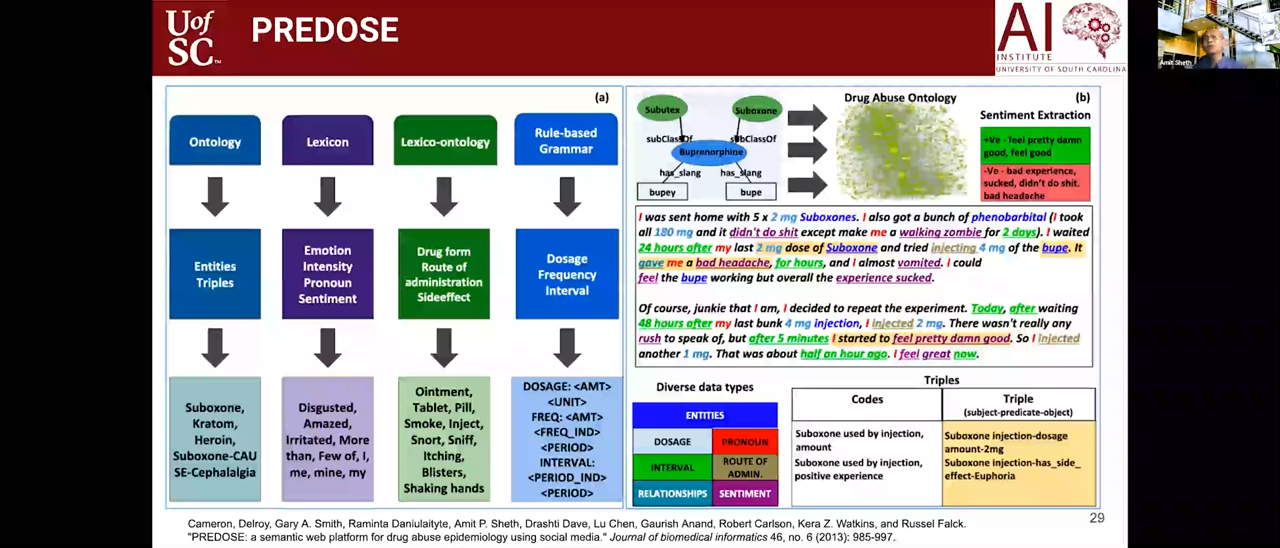 UofSC
PREDOSE
AI
INSTITUTE
UNIVERSITY OF SOUTH CAROLINA
Amit Sheth
(a)
Ontology
Lexicon
Lexico-ontology
Rule-based
Grammar
Entities
Triples
Emotion
Intensity
Pronoun
Sentiment
Drug form
Route of
administration
Sideeffect
Dosage
Frequency
Interval
Suboxone,
Kratom,
Heroin,
Suboxone-CAU
SE-Cephalalgia
Disgusted,
Amazed,
Irritated, More
than, Few of, I,
me, mine, my
Ointment,
Tablet, Pill,
Smoke, Inject,
Snort, Sniff,
Itching,
Blisters,
Shaking hands
DOSAGE: <AMT>
<UNIT>
FREQ: <AMT>
<FREQ_IND>
<PERIOD>
INTERVAL:
<PERIOD_IND>
<PERIOD>
(b)
Subutex
Suboxone
subClassOf
subClassOf
Buprenorphine
has_slang
has_slang
bupey
bupe
Drug Abuse Ontology
Sentiment Extraction
+Ve - feel pretty damn
good, feel good
-Ve - bad experience,
sucked, didn't do shit,
bad headache
I was sent home with 5 x 2 mg Suboxones. I also got a bunch of phenobarbital (I took
all 180 mg and it didn't do shit except make me a walking zombie for 2 days). I waited
24 hours after my last 2 mg dose of Suboxone and tried injecting 4 mg of the bupe. It
gave me a bad headache, for hours, and I almost vomited. I could
feel the bupe working but overall the experience sucked.
Of course, junkie that I am, I decided to repeat the experiment. Today, after waiting
48 hours after my last bunk 4 mg injection, I injected 2 mg. There wasn't really any
rush to speak of, but after 5 minutes I started to feel pretty damn good. So I injected
another 1 mg. That was about half an hour ago. I feel great now.
Diverse data types
ENTITIES
DOSAGE
PRONOUN
INTERVAL
ROUTE OF
ADMIN.
RELATIONSHIPS
SENTIMENT
Triples
Codes
Triple
(subject-predicate-object)
Suboxone used by injection,
amount
Suboxone injection-dosage
amount-2mg
Suboxone used by injection,
positive experience
Suboxone injection-has_side_
effect-Euphoria
Cameron, Delroy, Gary A. Smith, Raminta Daniulaityte, Amit P. Sheth, Drashti Dave, Lu Chen, Gaurish Anand, Robert Carlson, Kera Z. Watkins, and Russel Falck.
"PREDOSE: a semantic web platform for drug abuse epidemiology using social media." Journal of biomedical informatics 46, no. 6 (2013): 985-997.
29